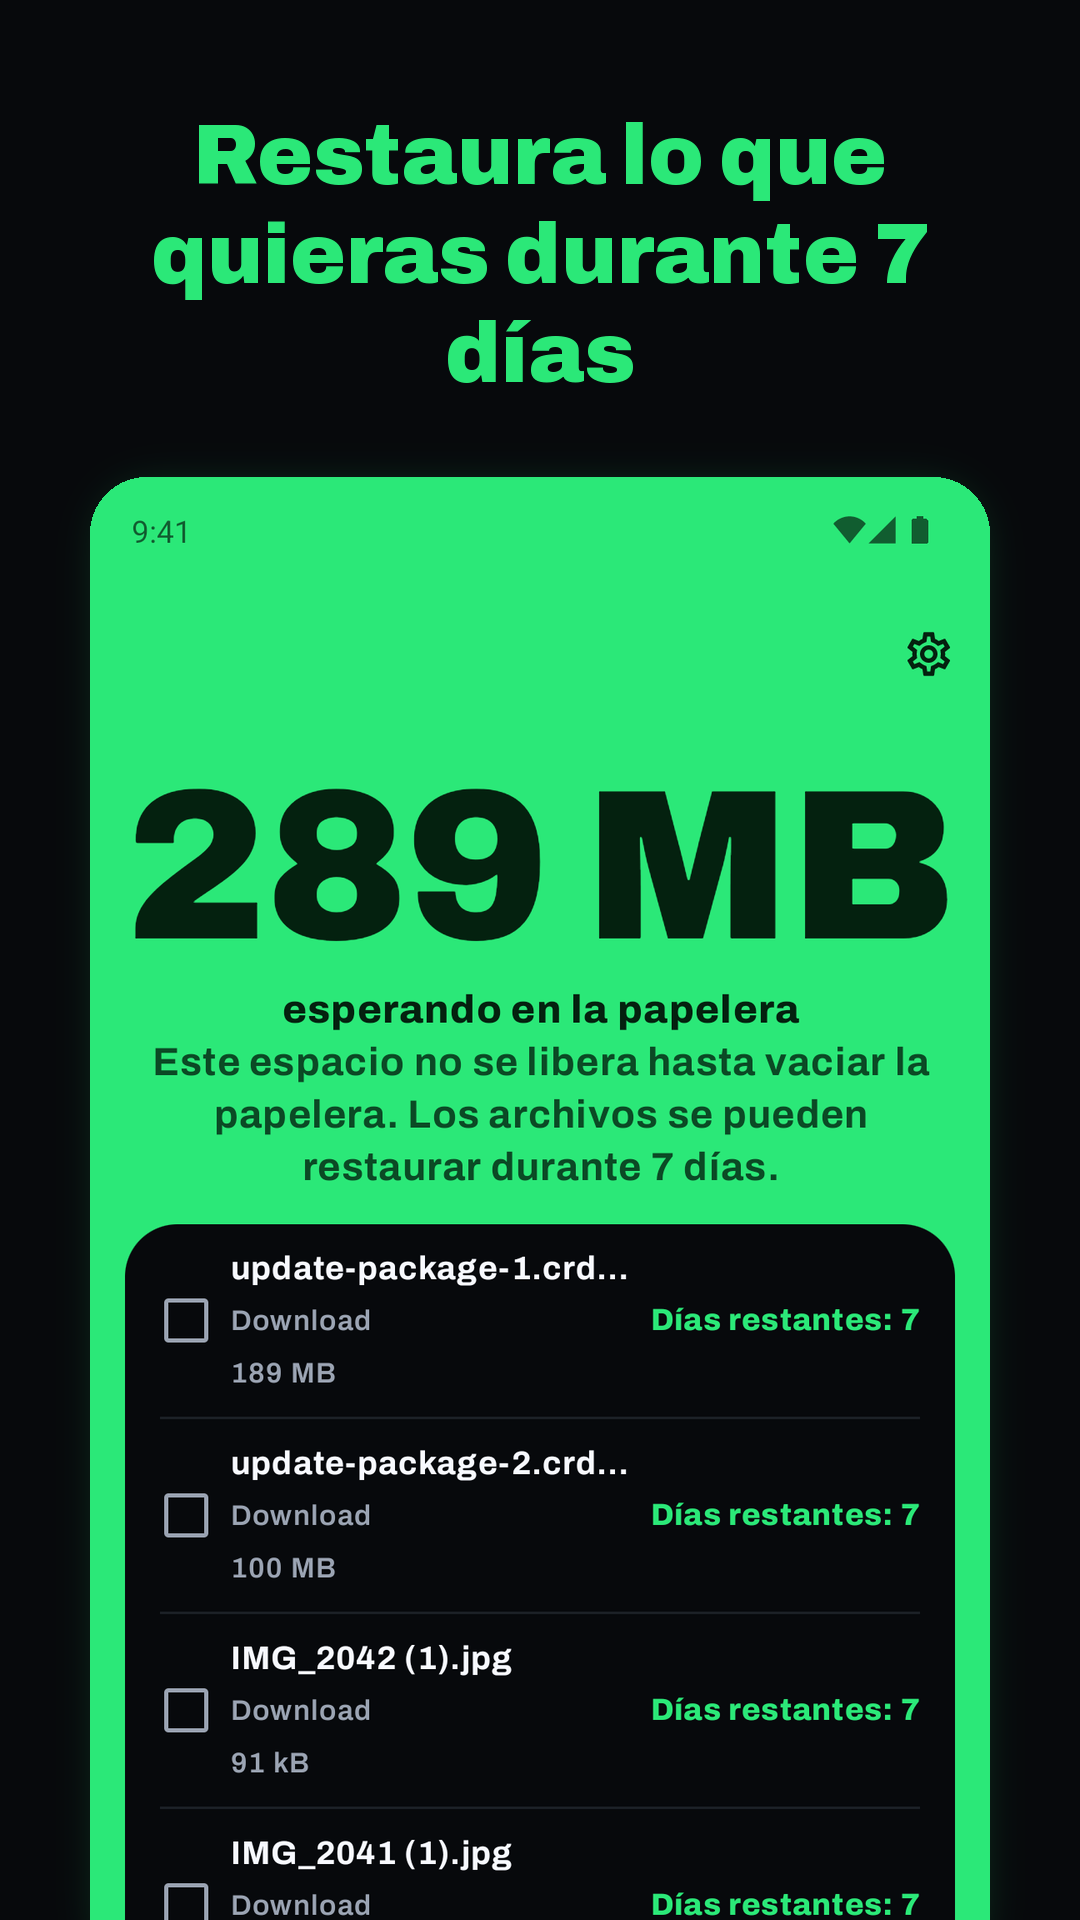 Restaura lo que
quieras durante 7
días
9:41
289 MB
esperando en la papelera
Este espacio no se libera hasta vaciar la
papelera. Los archivos se pueden
restaurar durante 7 días.
update-package-1.crd...
Download
Días restantes: 7
189 MB
update-package-2.crd...
Download
Días restantes: 7
100 MB
IMG_2042 (1).jpg
Download
Días restantes: 7
91 kB
IMG_2041 (1).jpg
Download
Días restantes: 7